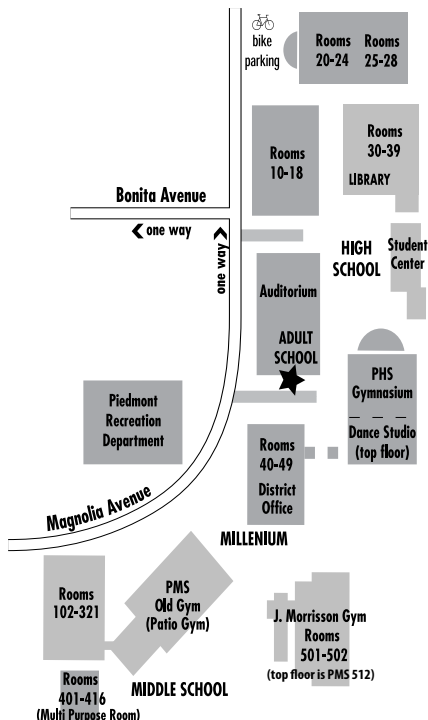 bike
parking
Rooms Rooms
20-24 25-28
Rooms
10-18
Rooms
30-39
LIBRARY
Bonita Avenue
one way
one way
HIGH
SCHOOL
Student
Center
Auditorium
ADULT
SCHOOL
PHS
Gymnasium
Dance Studio
(top floor)
Piedmont
Recreation
Department
Rooms
40-49
District
Office
Magnolia Avenue
MILLENIUM
Rooms
102-321
PMS
Old Gym
(Patio Gym)
J. Morrisson Gym
Rooms
501-502
(top floor is PMS 512)
Rooms
401-416
(Multi Purpose Room)
MIDDLE SCHOOL